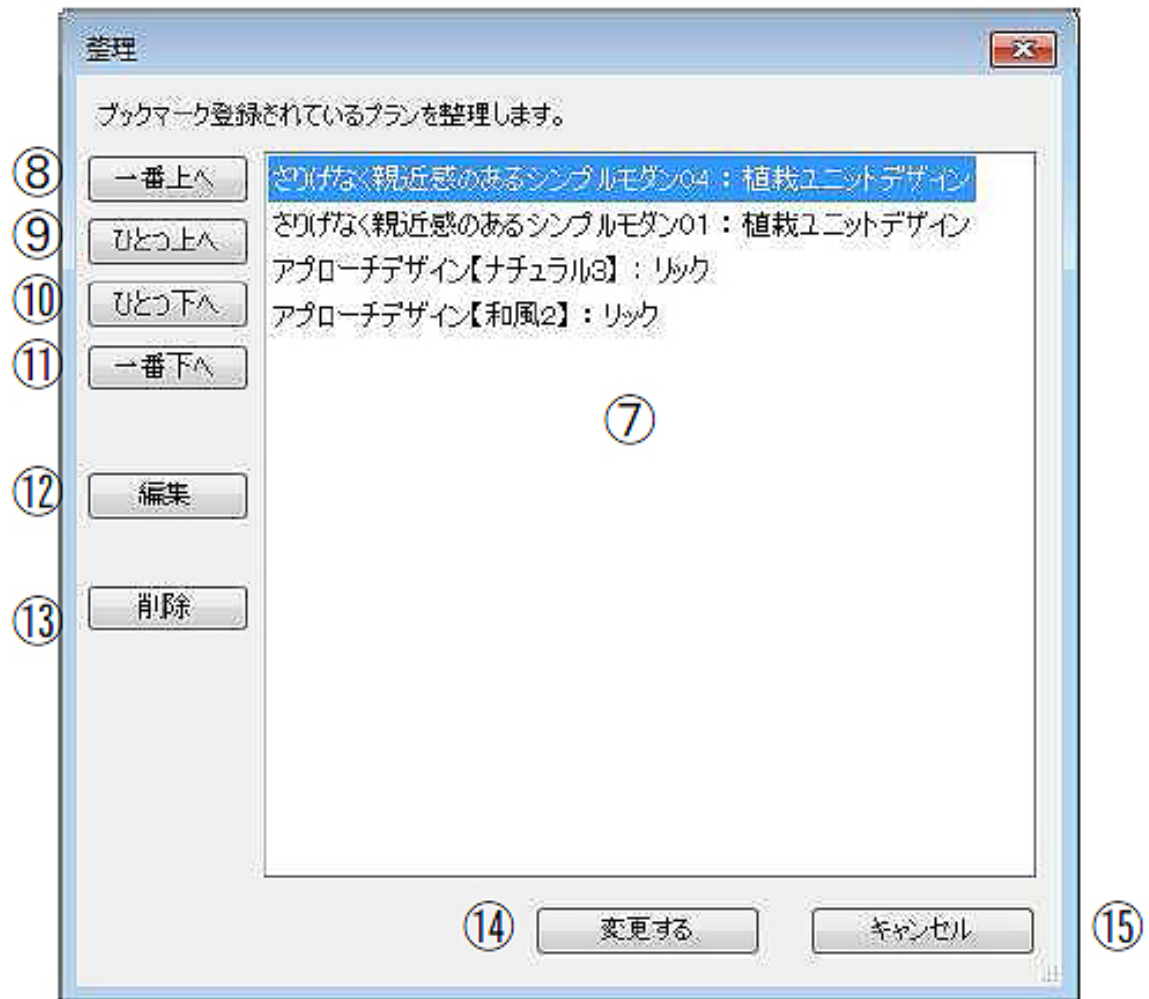 整理
ブックマーク登録されているプランを整理します。
⑧ 一番上へ
さりげなく親近感のあるシンプルモダン04：植栽ユニットデザイン
⑨ ひとつ上へ
さりげなく親近感のあるシンプルモダン01：植栽ユニットデザイン
アプローチデザイン【ナチュラル3】：リック
⑩ ひとつ下へ
アプローチデザイン【和風2】：リック
⑪ 一番下へ
⑦
⑫ 編集
⑬ 削除
⑭ 変更する キャンセル ⑮